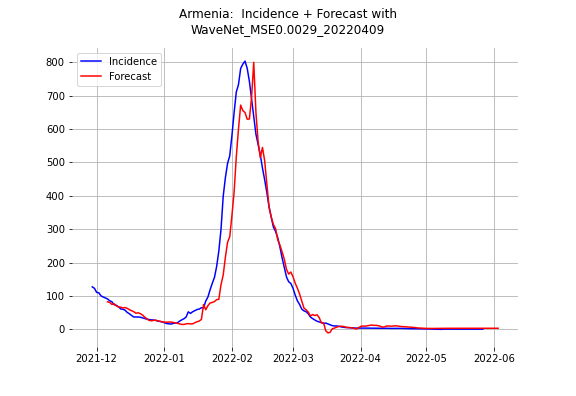 Armenia:  Incidence + Forecast with
WaveNet_MSE0.0029_20220409
Incidence
Forecast
800
700
600
500
400
300
200
100
0
2021-12 2022-01 2022-02 2022-03 2022-04 2022-05 2022-06